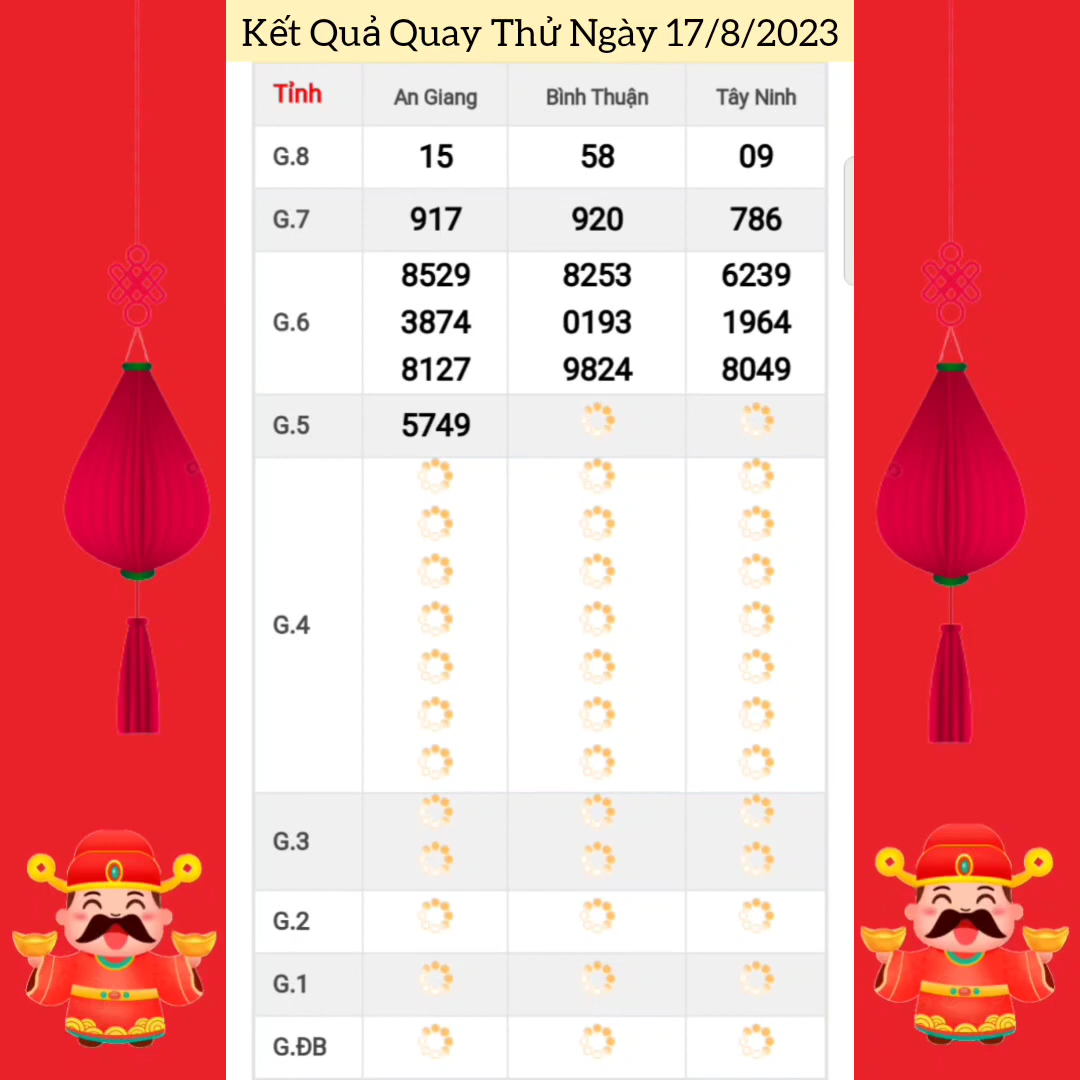 Kết Quả Quay Thử Ngày 17/8/2023
Tỉnh An Giang Bình Thuận Tây Ninh
G.8 15 58 09
G.7 917 920 786
8529 8253 6239
G.6 3874 0193 1964
8127 9824 8049
G.5 5749
G.4
G.3
G.2
G.1
G.ĐB